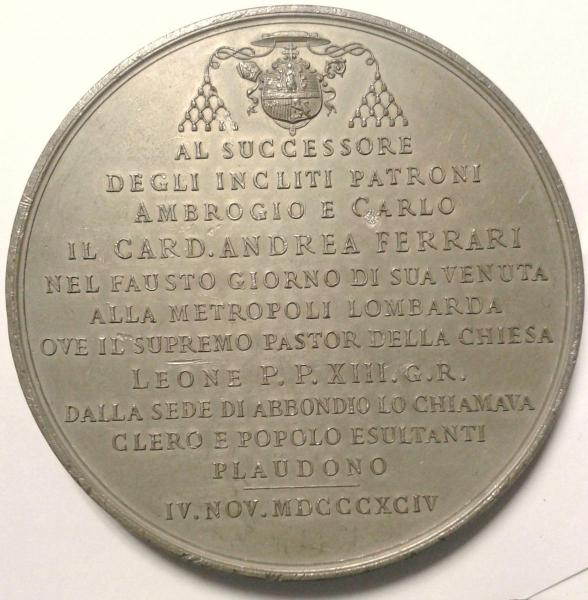 AL SUCCESSORE
DEGLI INCLITI PATRONI
AMBROGIO E CARLO
IL CARD. ANDREA FERRARI
NEL FAUSTO GIORNO DI SUA VENUTA
ALLA METROPOLI LOMBARDA
OVE IL SUPREMO PASTOR DELLA CHIESA
LEONE P. P. XIII. G. R.
DALLA SEDE DI ABBONDIO LO CHIAMAVA
CLERO E POPOLO ESULTANTI
PLAUDONO
IV. NOV. MDCCCXCIV